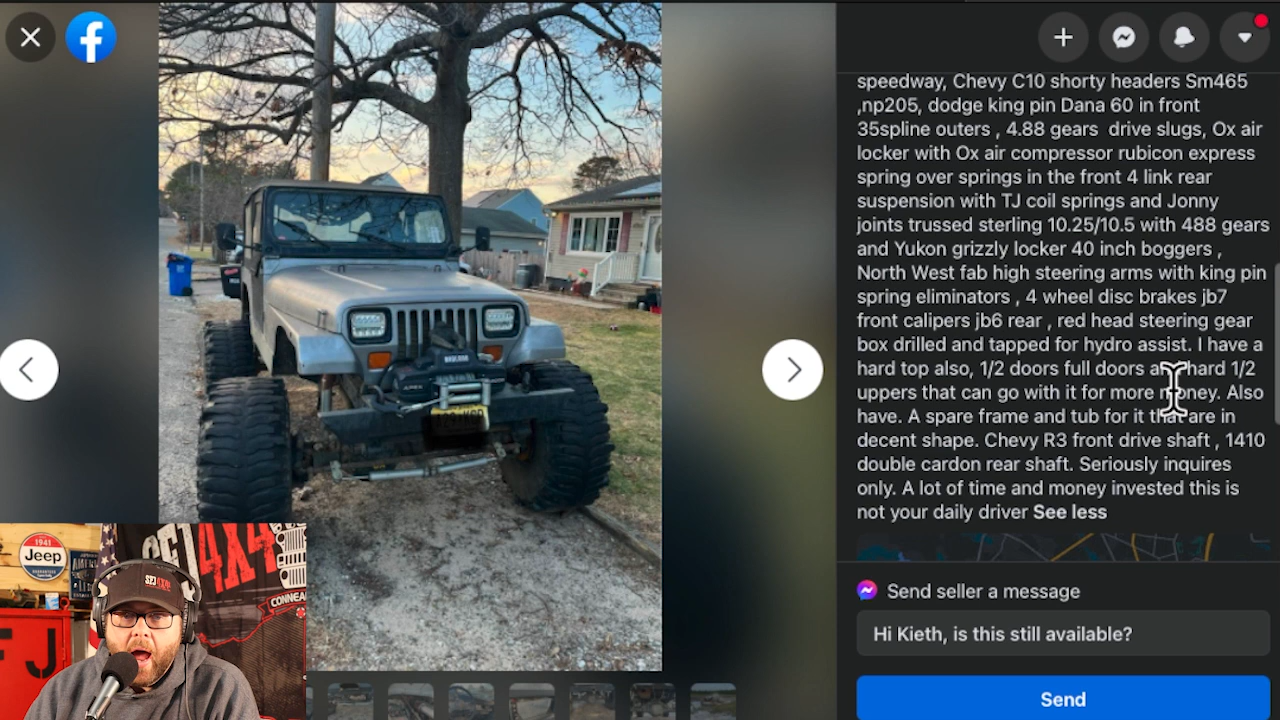 speedway, Chevy C10 shorty headers Sm465
,np205, dodge king pin Dana 60 in front
35spline outers , 4.88 gears drive slugs, Ox air
locker with Ox air compressor rubicon express
spring over springs in the front 4 link rear
suspension with TJ coil springs and Jonny
joints trussed sterling 10.25/10.5 with 488 gears
and Yukon grizzly locker 40 inch boggers ,
North West fab high steering arms with king pin
spring eliminators , 4 wheel disc brakes jb7
front calipers jb6 rear , red head steering gear
box drilled and tapped for hydro assist. I have a
hard top also, 1/2 doors full doors and hard 1/2
uppers that can go with it for more money. Also
have. A spare frame and tub for it that are in
decent shape. Chevy R3 front drive shaft , 1410
double cardon rear shaft. Seriously inquires
only. A lot of time and money invested this is
not your daily driver See less
Send seller a message
Hi Kieth, is this still available?
Send
1941
Jeep
SFJ4X4
4X4
FJ